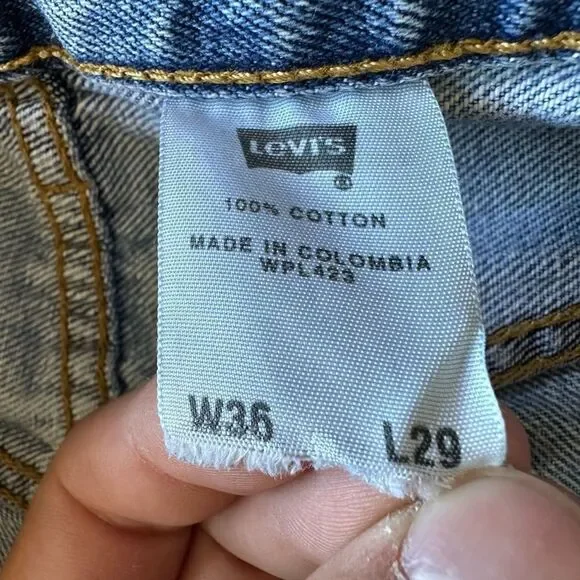 Levi's®
100% COTTON
MADE IN COLOMBIA
WPL423
W36 L29